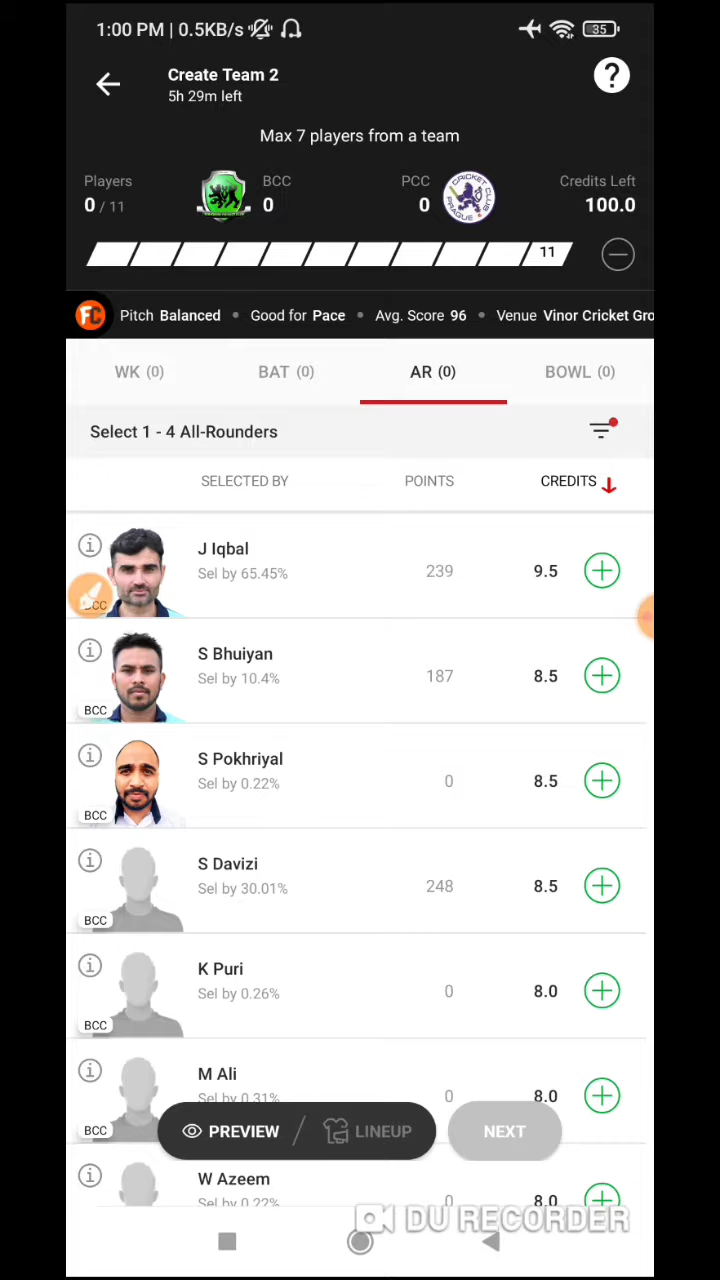 1:00 PM | 0.5KB/s
35
Create Team 2
5h 29m left
?
Max 7 players from a team
Players
BCC
PCC
Credits Left
0 / 11
0
0
100.0
CRICKET CLUB
PRAGUE
11
FC Pitch Balanced • Good for Pace • Avg. Score 96 • Venue Vinor Cricket Gro
WK (0) BAT (0) AR (0) BOWL (0)
Select 1 - 4 All-Rounders
SELECTED BY POINTS CREDITS
J Iqbal
Sel by 65.45%
239 9.5
BCC
S Bhuiyan
Sel by 10.4%
187 8.5
BCC
S Pokhriyal
Sel by 0.22%
0 8.5
BCC
S Davizi
Sel by 30.01%
248 8.5
BCC
K Puri
Sel by 0.26%
0 8.0
BCC
M Ali
Sel by 0.31%
0 8.0
BCC
PREVIEW / LINEUP NEXT
W Azeem
Sel by 0.22%
0 8.0
DU RECORDER